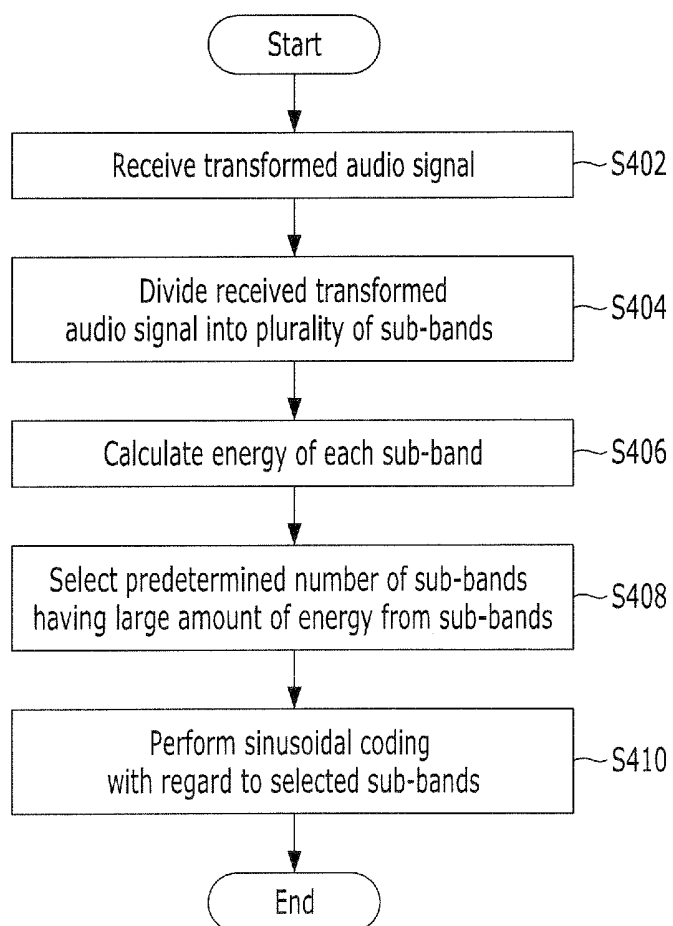 Start
Receive transformed audio signal
S402
Divide received transformed
audio signal into plurality of sub-bands
S404
Calculate energy of each sub-band
S406
Select predetermined number of sub-bands
having large amount of energy from sub-bands
S408
Perform sinusoidal coding
with regard to selected sub-bands
S410
End